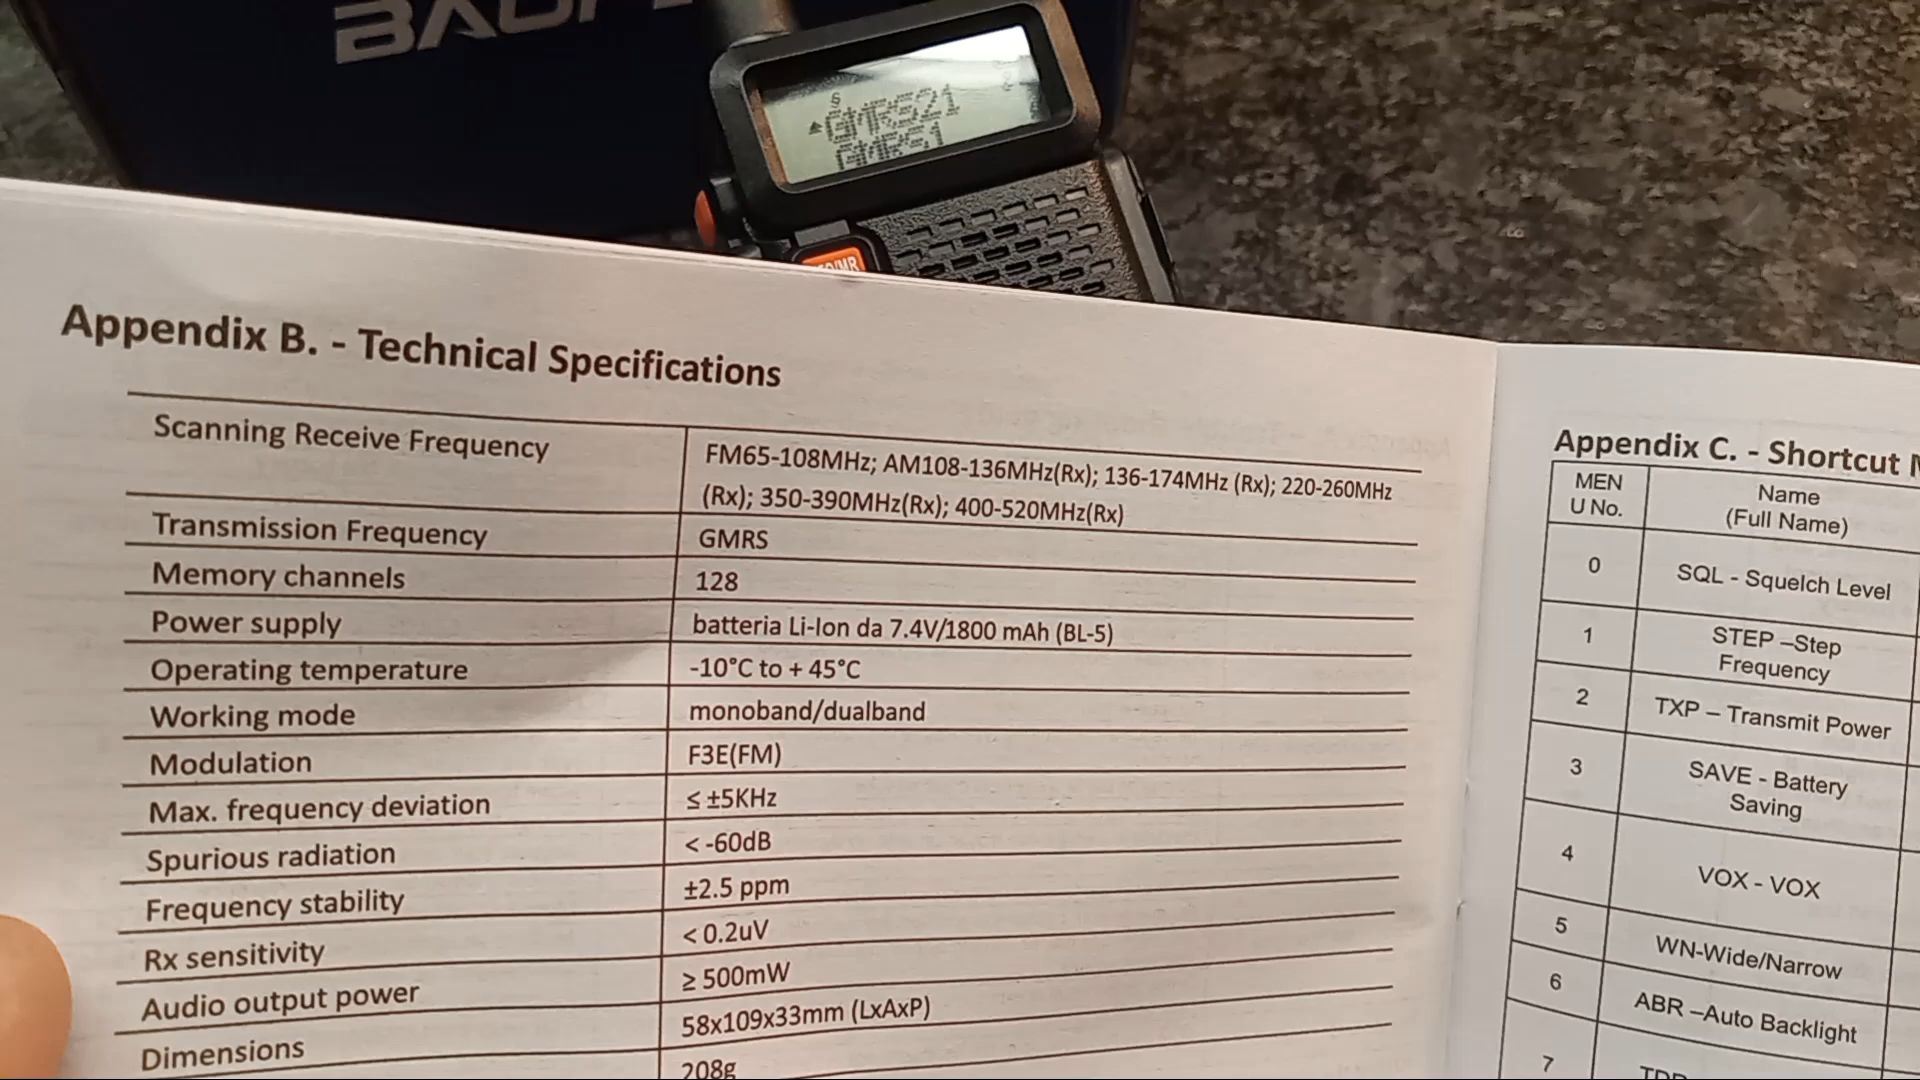 GMRS21
GMRS1
Appendix B. - Technical Specifications
Scanning Receive Frequency
FM65-108MHz; AM108-136MHz(Rx); 136-174MHz (Rx); 220-260MHz
(Rx); 350-390MHz(Rx); 400-520MHz(Rx)
Transmission Frequency
GMRS
Memory channels
128
Power supply
batteria Li-Ion da 7.4V/1800 mAh (BL-5)
Operating temperature
-10°C to + 45°C
Working mode
monoband/dualband
Modulation
F3E(FM)
Max. frequency deviation
≤ ±5KHz
Spurious radiation
< -60dB
Frequency stability
±2.5 ppm
Rx sensitivity
< 0.2uV
Audio output power
≥ 500mW
Dimensions
58x109x33mm (LxAxP)
208g
Appendix C. - Shortcut
MEN
U No.
Name
(Full Name)
0
SQL - Squelch Level
1
STEP –Step
Frequency
2
TXP – Transmit Power
3
SAVE - Battery
Saving
4
VOX - VOX
5
WN-Wide/Narrow
6
ABR –Auto Backlight
7